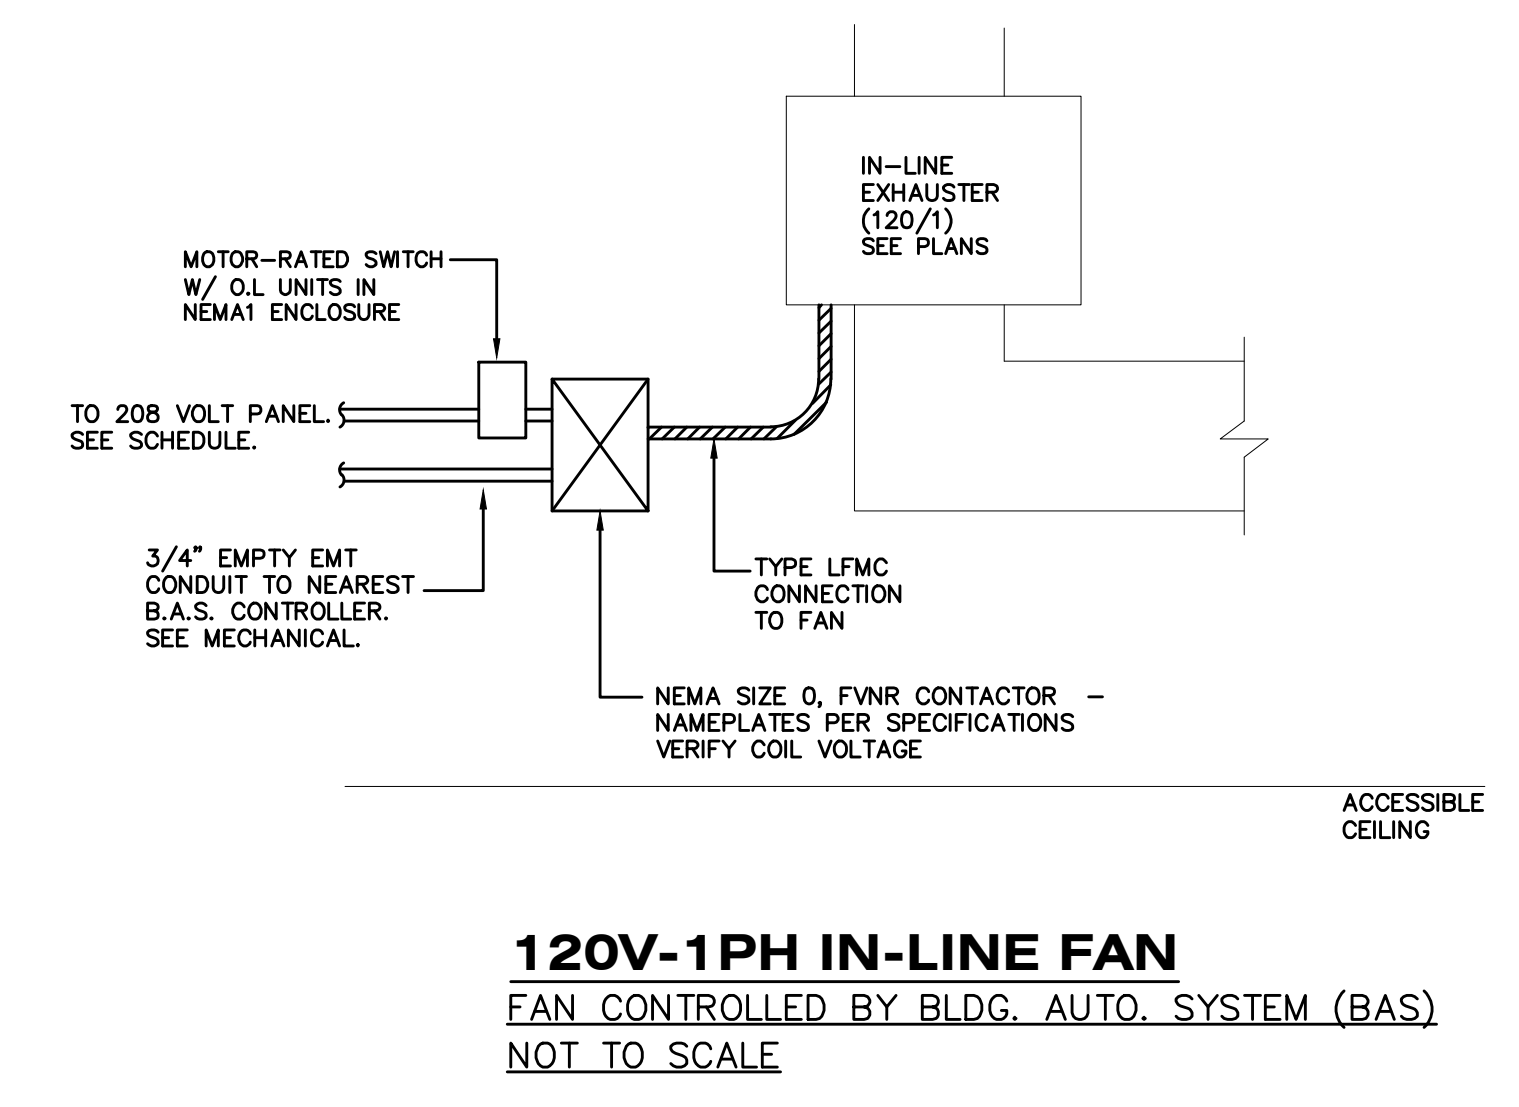 IN-LINE
EXHAUSTER
(120/1)
SEE PLANS
MOTOR-RATED SWITCH
W/ O.L UNITS IN
NEMA1 ENCLOSURE
TO 208 VOLT PANEL.
SEE SCHEDULE.
3/4" EMPTY EMT
CONDUIT TO NEAREST
B.A.S. CONTROLLER.
SEE MECHANICAL.
TYPE LFMC
CONNECTION
TO FAN
NEMA SIZE 0, FVNR CONTACTOR -
NAMEPLATES PER SPECIFICATIONS
VERIFY COIL VOLTAGE
ACCESSIBLE
CEILING
120V-1PH IN-LINE FAN
FAN CONTROLLED BY BLDG. AUTO. SYSTEM (BAS)
NOT TO SCALE